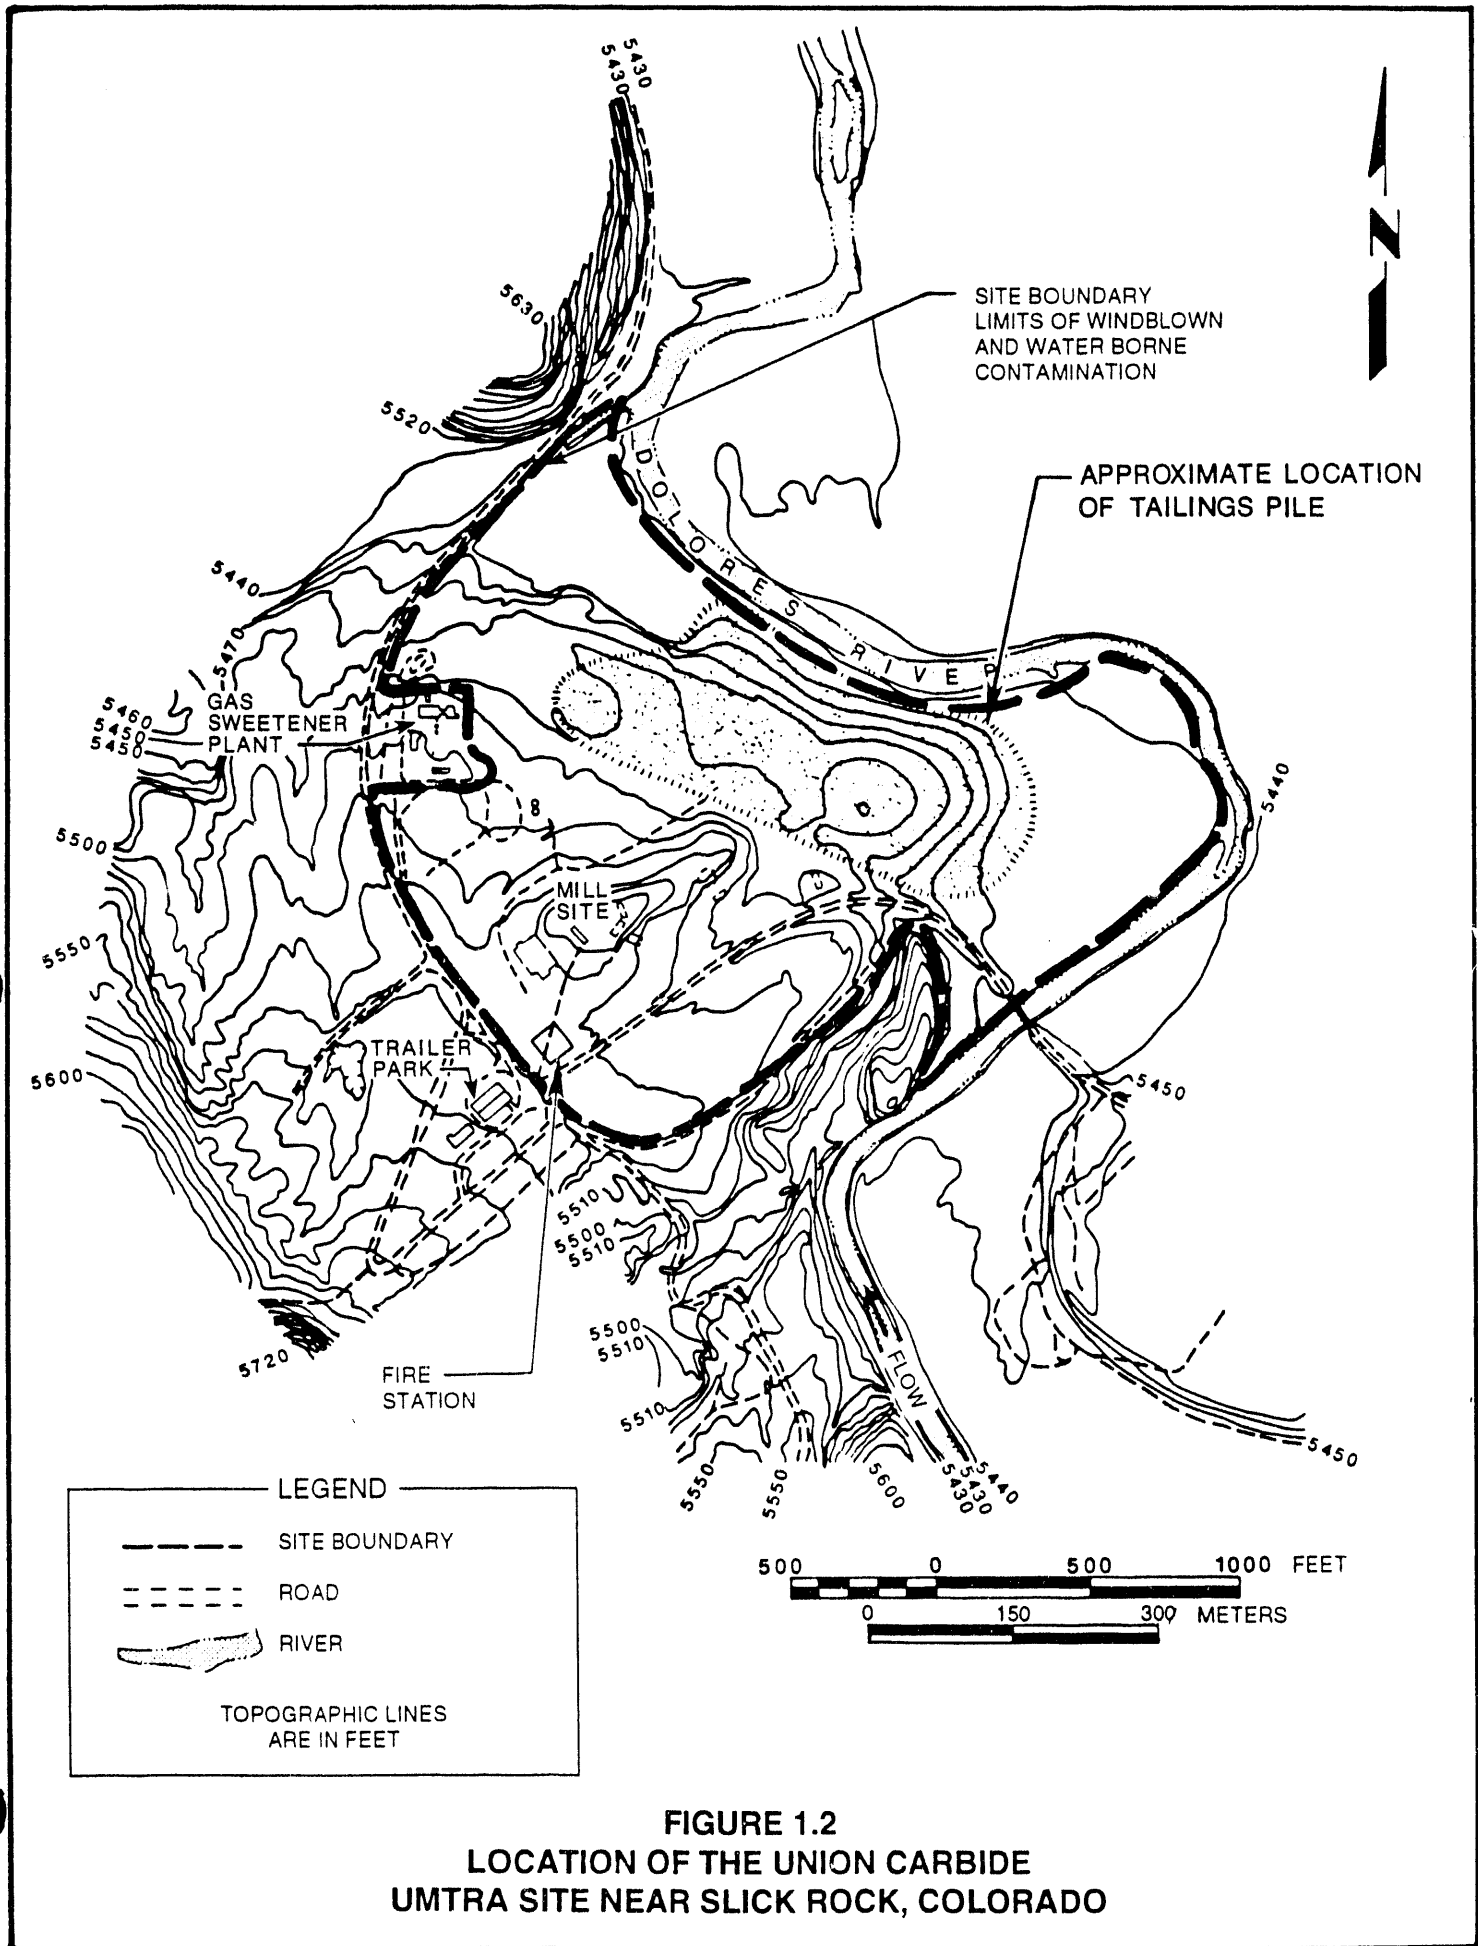 5430
5430
5630
SITE BOUNDARY
LIMITS OF WINDBLOWN
AND WATER BORNE
CONTAMINATION
5520
APPROXIMATE LOCATION
OF TAILINGS PILE
N
DOLORES RIVER
5440
5470
GAS
SWEETENER
PLANT
5460
5450
5450
5440
5500
MILL
SITE
5550
TRAILER
PARK
5600
5450
5510
5500
5510
5500
5510
5720
FIRE
STATION
FLOW
5510
5450
5550
5550
5600
5430
5430
5440
LEGEND
SITE BOUNDARY
ROAD
RIVER
TOPOGRAPHIC LINES
ARE IN FEET
500 0 500 1000 FEET
0 150 300 METERS
FIGURE 1.2
LOCATION OF THE UNION CARBIDE
UMTRA SITE NEAR SLICK ROCK, COLORADO